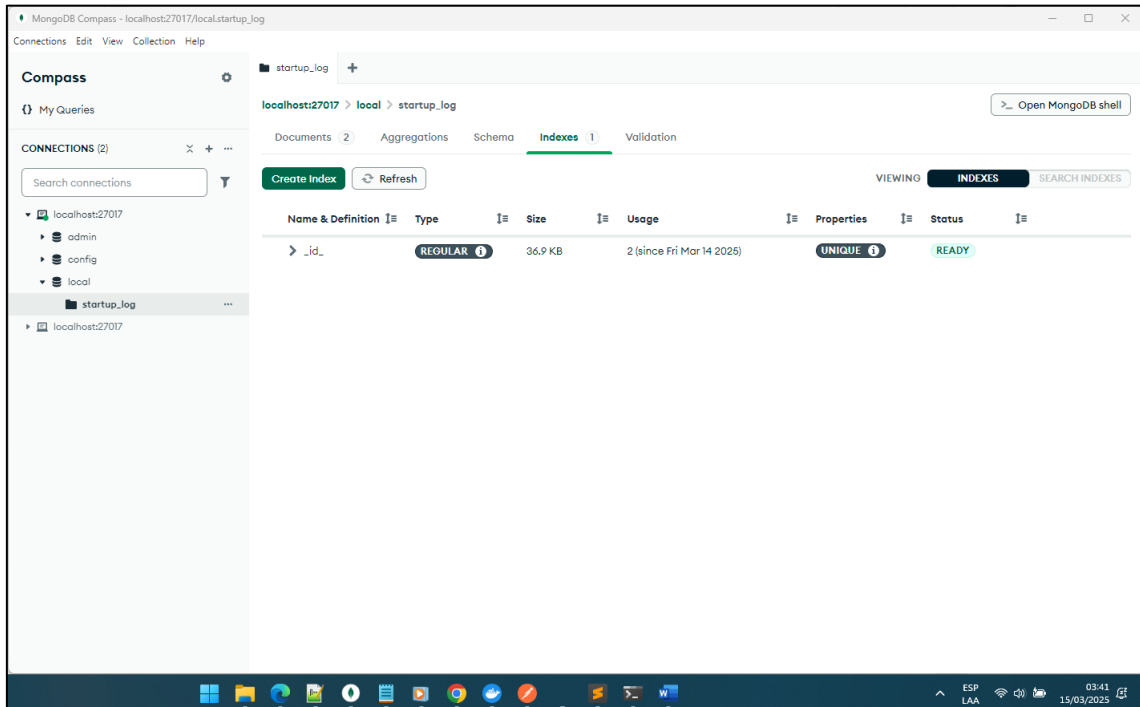 MongoDB Compass - localhost:27017/local.startup_log
Connections Edit View Collection Help
Compass
{} My Queries
CONNECTIONS (2)
Search connections
localhost:27017
admin
config
local
startup_log
localhost:27017
startup_log
localhost:27017 > local > startup_log
>_ Open MongoDB shell
Documents 2 Aggregations Schema Indexes 1 Validation
Create Index Refresh
VIEWING INDEXES SEARCH INDEXES
Name & Definition Type Size Usage Properties Status
_id_ REGULAR 36.9 KB 2 (since Fri Mar 14 2025) UNIQUE READY
ESP
LAA
03:41
15/03/2025